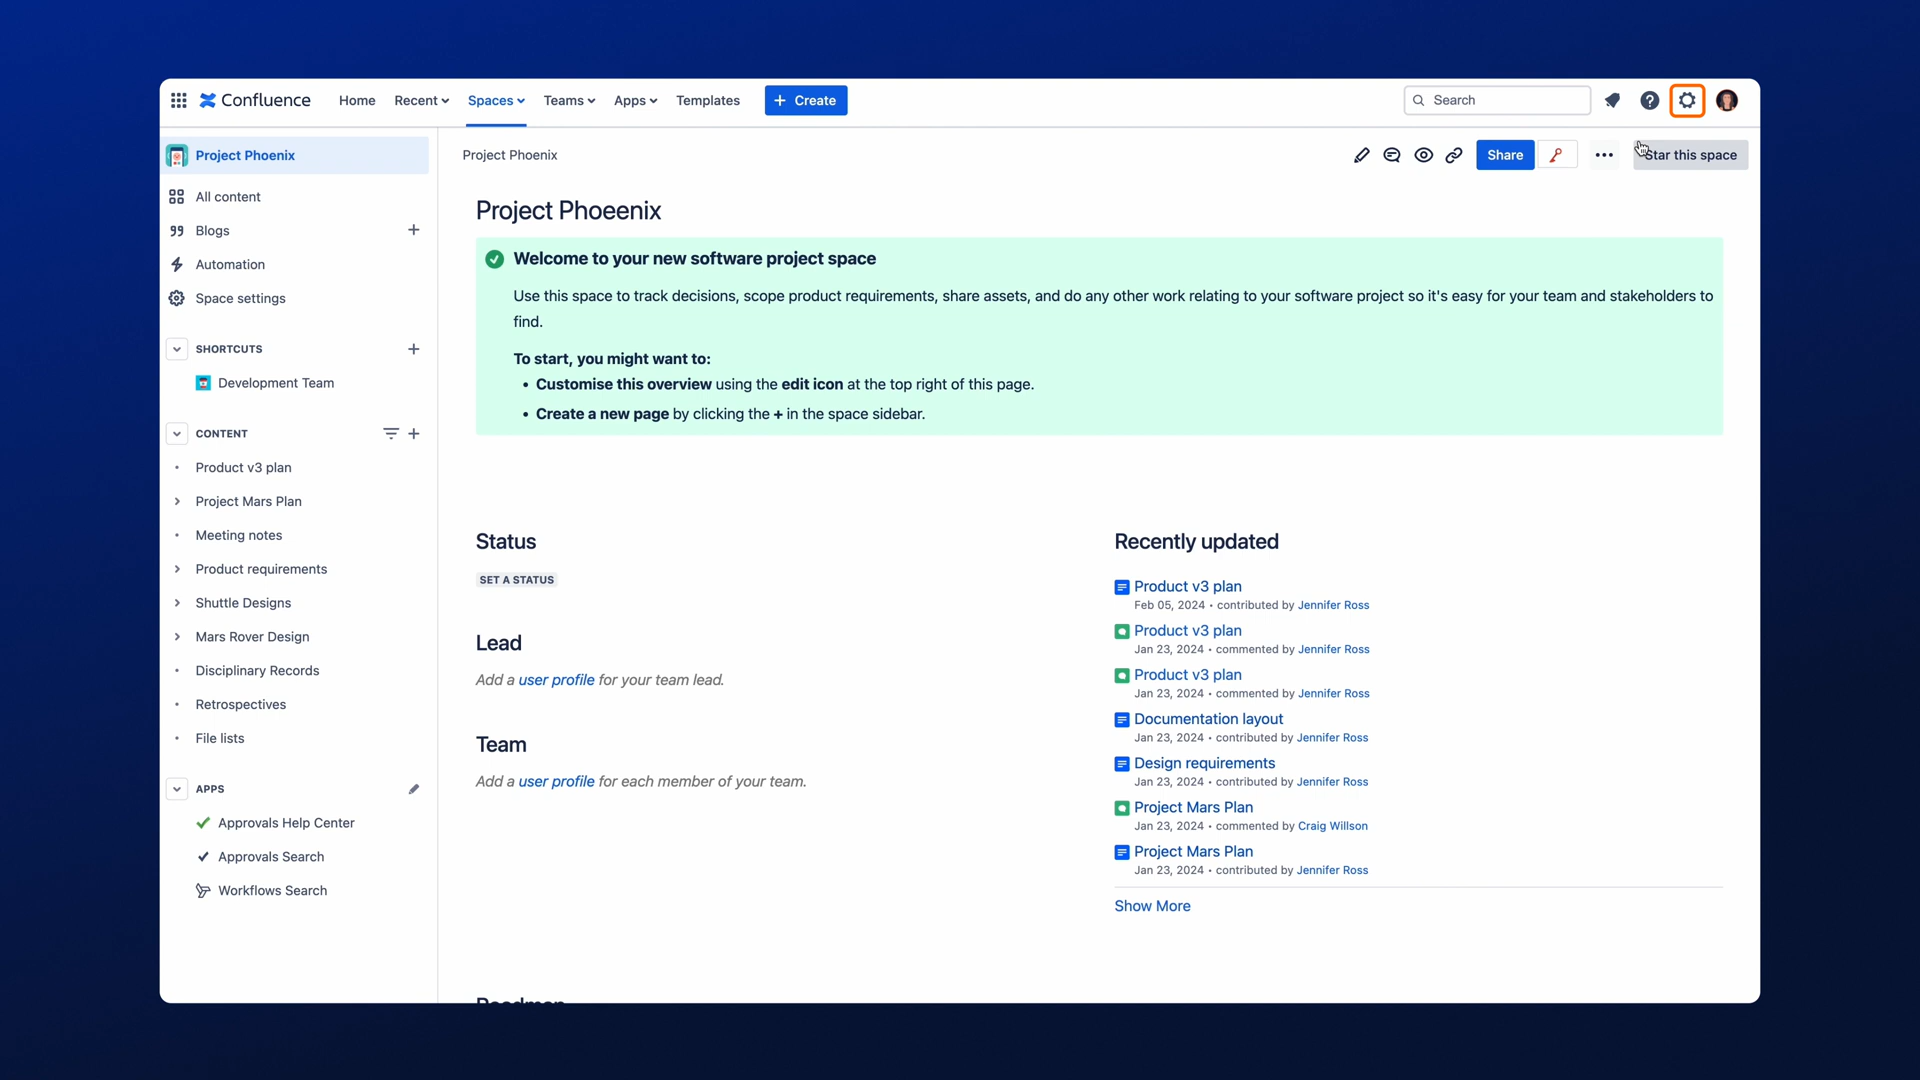 Confluence
Home
Recent
Spaces
Teams
Apps
Templates
+ Create
Search
Project Phoenix
All content
Blogs
Automation
Space settings
SHORTCUTS
Development Team
CONTENT
Product v3 plan
Project Mars Plan
Meeting notes
Product requirements
Shuttle Designs
Mars Rover Design
Disciplinary Records
Retrospectives
File lists
APPS
Approvals Help Center
Approvals Search
Workflows Search
Project Phoenix
Share
Star this space
Project Phoeenix
Welcome to your new software project space
Use this space to track decisions, scope product requirements, share assets, and do any other work relating to your software project so it's easy for your team and stakeholders to
find.
To start, you might want to:
• Customise this overview using the edit icon at the top right of this page.
• Create a new page by clicking the + in the space sidebar.
Status
SET A STATUS
Lead
Add a user profile for your team lead.
Team
Add a user profile for each member of your team.
Recently updated
Product v3 plan
Feb 05, 2024 • contributed by Jennifer Ross
Product v3 plan
Jan 23, 2024 • commented by Jennifer Ross
Product v3 plan
Jan 23, 2024 • commented by Jennifer Ross
Documentation layout
Jan 23, 2024 • contributed by Jennifer Ross
Design requirements
Jan 23, 2024 • contributed by Jennifer Ross
Project Mars Plan
Jan 23, 2024 • commented by Craig Willson
Project Mars Plan
Jan 23, 2024 • contributed by Jennifer Ross
Show More
Roadmap